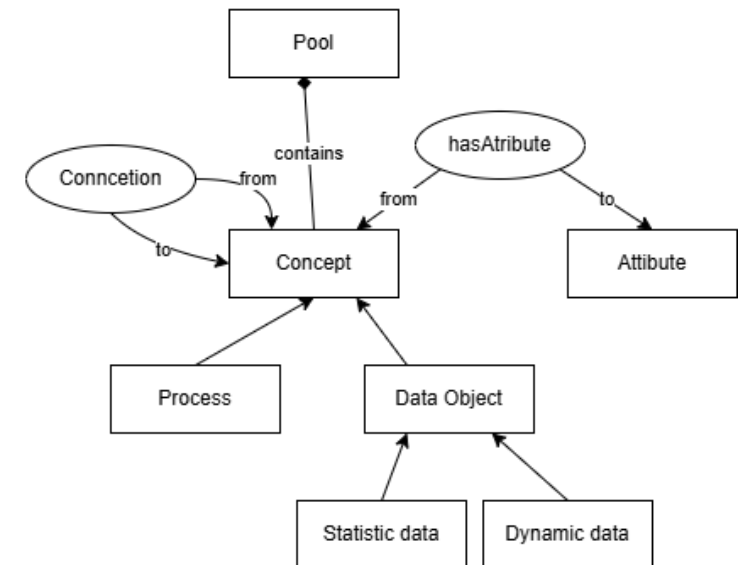 Pool
contains
hasAtribute
Conncetion
from
from
to
to
Concept
Attibute
Process
Data Object
Statistic data
Dynamic data